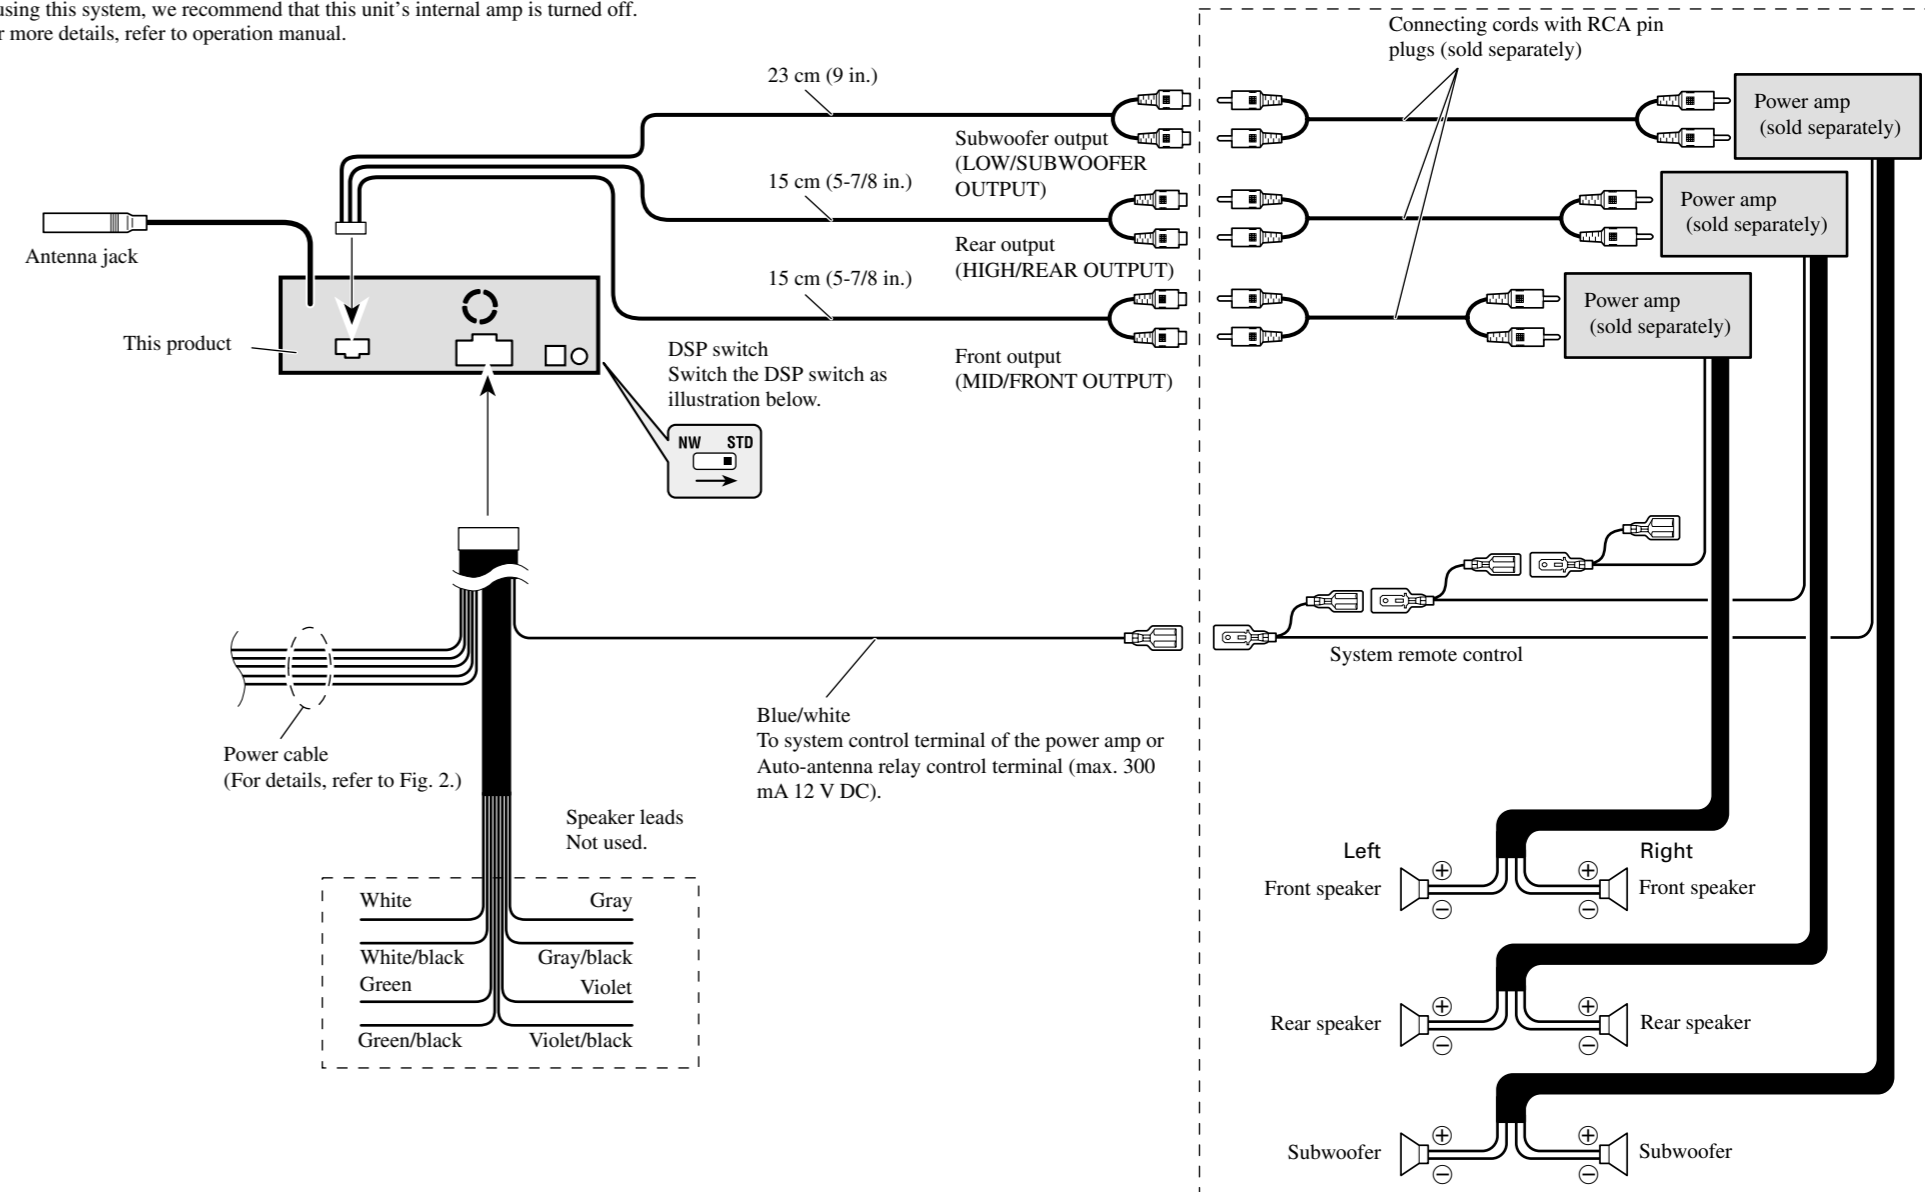 using this system, we recommend that this unit's internal amp is turned off.
more details, refer to operation manual.
Connecting cords with RCA pin
plugs (sold separately)
23 cm (9 in.)
Power amp
(sold separately)
Subwoofer output
(LOW/SUBWOOFER
OUTPUT)
15 cm (5-7/8 in.)
Power amp
(sold separately)
Antenna jack
Rear output
(HIGH/REAR OUTPUT)
15 cm (5-7/8 in.)
Power amp
(sold separately)
This product
DSP switch
Switch the DSP switch as
illustration below.
Front output
(MID/FRONT OUTPUT)
NW STD
System remote control
Blue/white
To system control terminal of the power amp or
Auto-antenna relay control terminal (max. 300
mA 12 V DC).
Power cable
(For details, refer to Fig. 2.)
Speaker leads
Not used.
White
Gray
White/black
Gray/black
Green
Violet
Green/black
Violet/black
Left
Right
Front speaker
⊕
⊖
⊕
⊖
Front speaker
Rear speaker
⊕
⊖
⊕
⊖
Rear speaker
Subwoofer
⊕
⊖
⊕
⊖
Subwoofer